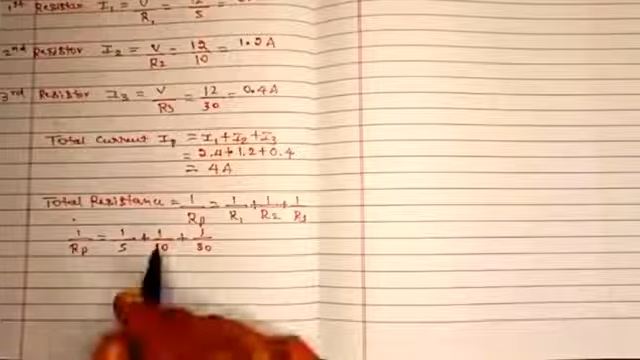 1st Resistor I₁ = V/R₁ = 12/5 =
2nd Resistor I₂ = V/R₂ = 12/10 = 1.2A
3rd Resistor I₃ = V/R₃ = 12/30 = 0.4A
Total Current Iₚ = I₁ + I₂ + I₃
= 2.4 + 1.2 + 0.4
= 4A
Total Resistance = 1/Rₚ = 1/R₁ + 1/R₂ + 1/R₃
1/Rₚ = 1/5 + 1/10 + 1/30